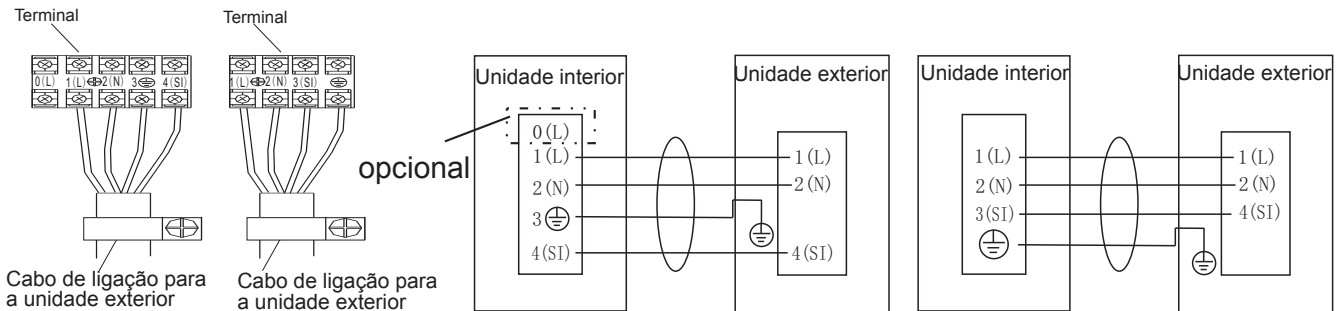 Terminal
0(L) 1(L) 2(N) 3 4(SI)
Cabo de ligação para
a unidade exterior
Terminal
1(L) 2(N) 3(SI)
Cabo de ligação para
a unidade exterior
Unidade interior
opcional
0(L)
1(L)
2(N)
3
4(SI)
Unidade exterior
1(L)
2(N)
4(SI)
Unidade interior
1(L)
2(N)
3(SI)
Unidade exterior
1(L)
2(N)
4(SI)